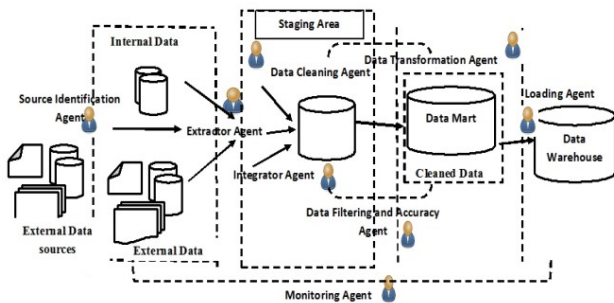 Staging Area
Internal Data
Data Cleaning Agent
Data Transformation Agent
Source Identification
Agent
Extractor Agent
Loading Agent
Data Mart
Data
Warehouse
Integrator Agent
Cleaned Data
External Data
sources
External Data
Data Filtering and Accuracy
Agent
Monitoring Agent